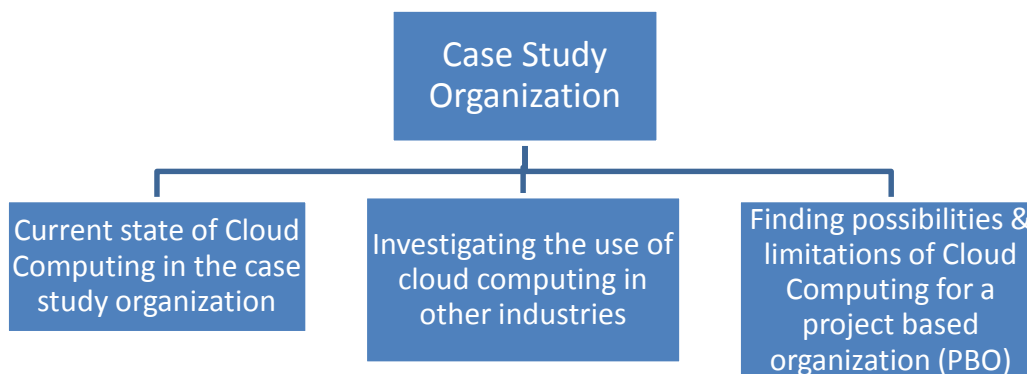 Case Study
Organization
Current state of Cloud
Computing in the case
study organization
Investigating the use of
cloud computing in
other industries
Finding possibilities &
limitations of Cloud
Computing for a
project based
organization (PBO)